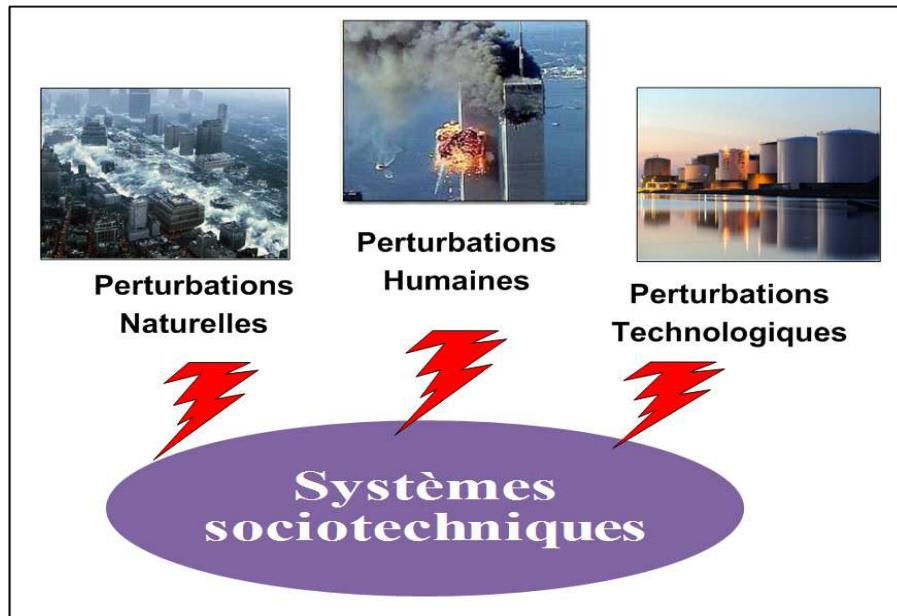 Perturbations
Naturelles
Perturbations
Humaines
Perturbations
Technologiques
Systèmes
sociotechniques